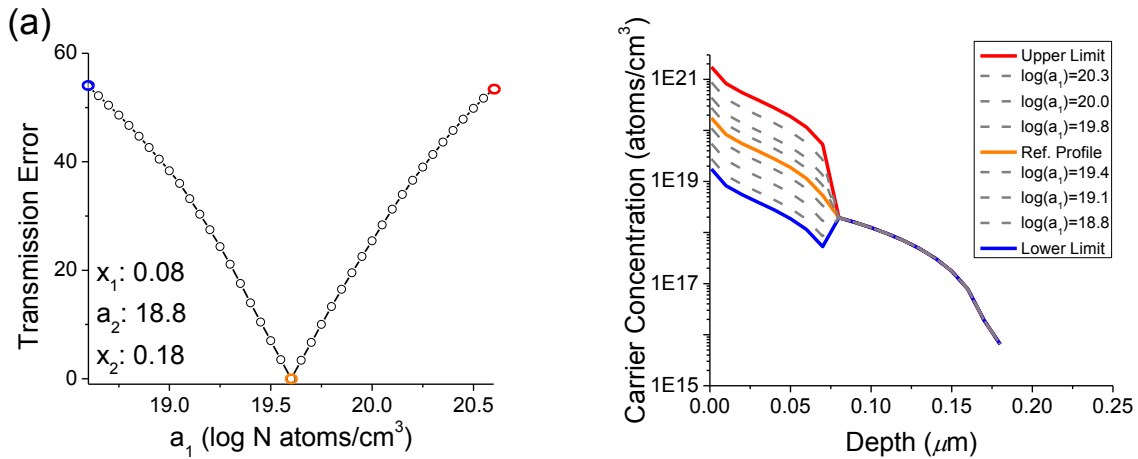 (a)
60
40
20
0
Transmission Error
x1: 0.08
a2: 18.8
x2: 0.18
19.0 19.5 20.0 20.5
a1 (log N atoms/cm3)
1E21
1E19
1E17
1E15
Carrier Concentration (atoms/cm3)
Upper Limit
log(a1)=20.3
log(a1)=20.0
log(a1)=19.8
Ref. Profile
log(a1)=19.4
log(a1)=19.1
log(a1)=18.8
Lower Limit
0.00 0.05 0.10 0.15 0.20 0.25
Depth (μm)